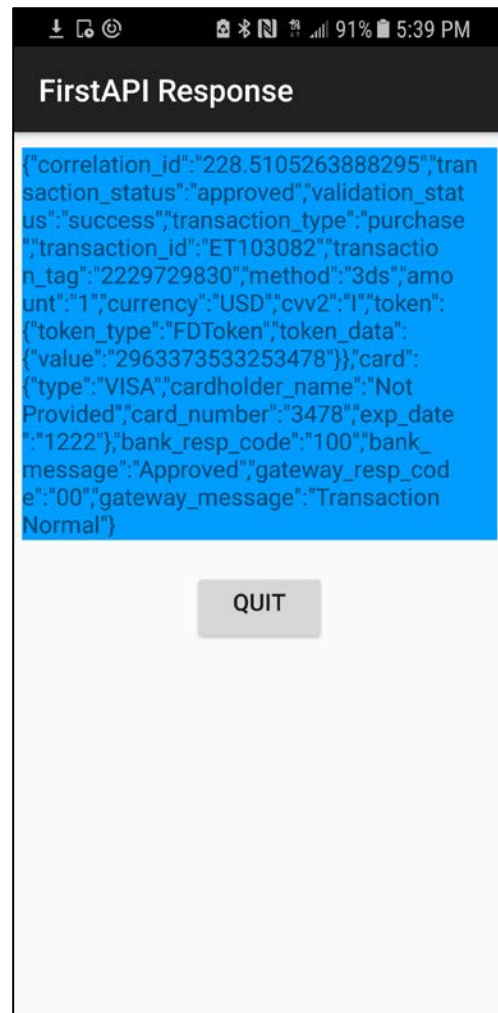 91% 5:39 PM
FirstAPI Response
{"correlation_id":"228.5105263888295","tran
saction_status":"approved","validation_stat
us":"success","transaction_type":"purchase
","transaction_id":"ET103082","transactio
n_tag":"2229729830","method":"3ds","amo
unt":"1","currency":"USD","cvv2":"I","token":
{"token_type":"FDToken","token_data":
{"value":"2963373533253478"}},"card":
{"type":"VISA","cardholder_name":"Not
Provided","card_number":"3478","exp_date
":"1222"},"bank_resp_code":"100","bank_
message":"Approved","gateway_resp_cod
e":"00","gateway_message":"Transaction
Normal"}
QUIT